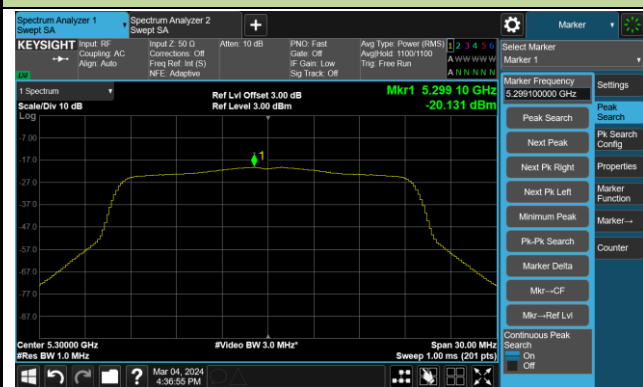 Spectrum Analyzer 1
Swept SA
Spectrum Analyzer 2
Swept SA
+
Marker
KEYSIGHT
Input: RF
Coupling: AC
Align: Auto
Input Z: 50 Ω
Corrections: Off
Freq Ref: Int (S)
NFE: Adaptive
Atten: 10 dB
PNO: Fast
Gate: Off
IF Gain: Low
Sig Track: Off
Avg Type: Power (RMS)
Avg|Hold: 1100/1100
Trig: Free Run
1 2 3 4 5 6
A W W W W W
A N N N N N
Select Marker
Marker 1
1 Spectrum
Scale/Div 10 dB
Log
Ref Lvl Offset 3.00 dB
Ref Level 3.00 dBm
Mkr1 5.299 10 GHz
-20.131 dBm
-7.00
-17.0
-27.0
-37.0
-47.0
-57.0
-67.0
-77.0
-87.0
1
Center 5.30000 GHz
#Res BW 1.0 MHz
#Video BW 3.0 MHz*
Span 30.00 MHz
Sweep 1.00 ms (201 pts)
Marker Frequency
5.299100000 GHz
Peak Search
Next Peak
Next Pk Right
Next Pk Left
Minimum Peak
Pk-Pk Search
Marker Delta
Mkr→CF
Mkr→Ref Lvl
Continuous Peak
Search
On
Off
Settings
Peak
Search
Pk Search
Config
Properties
Marker
Function
Marker→
Counter
?
Mar 04, 2024
4:36:55 PM